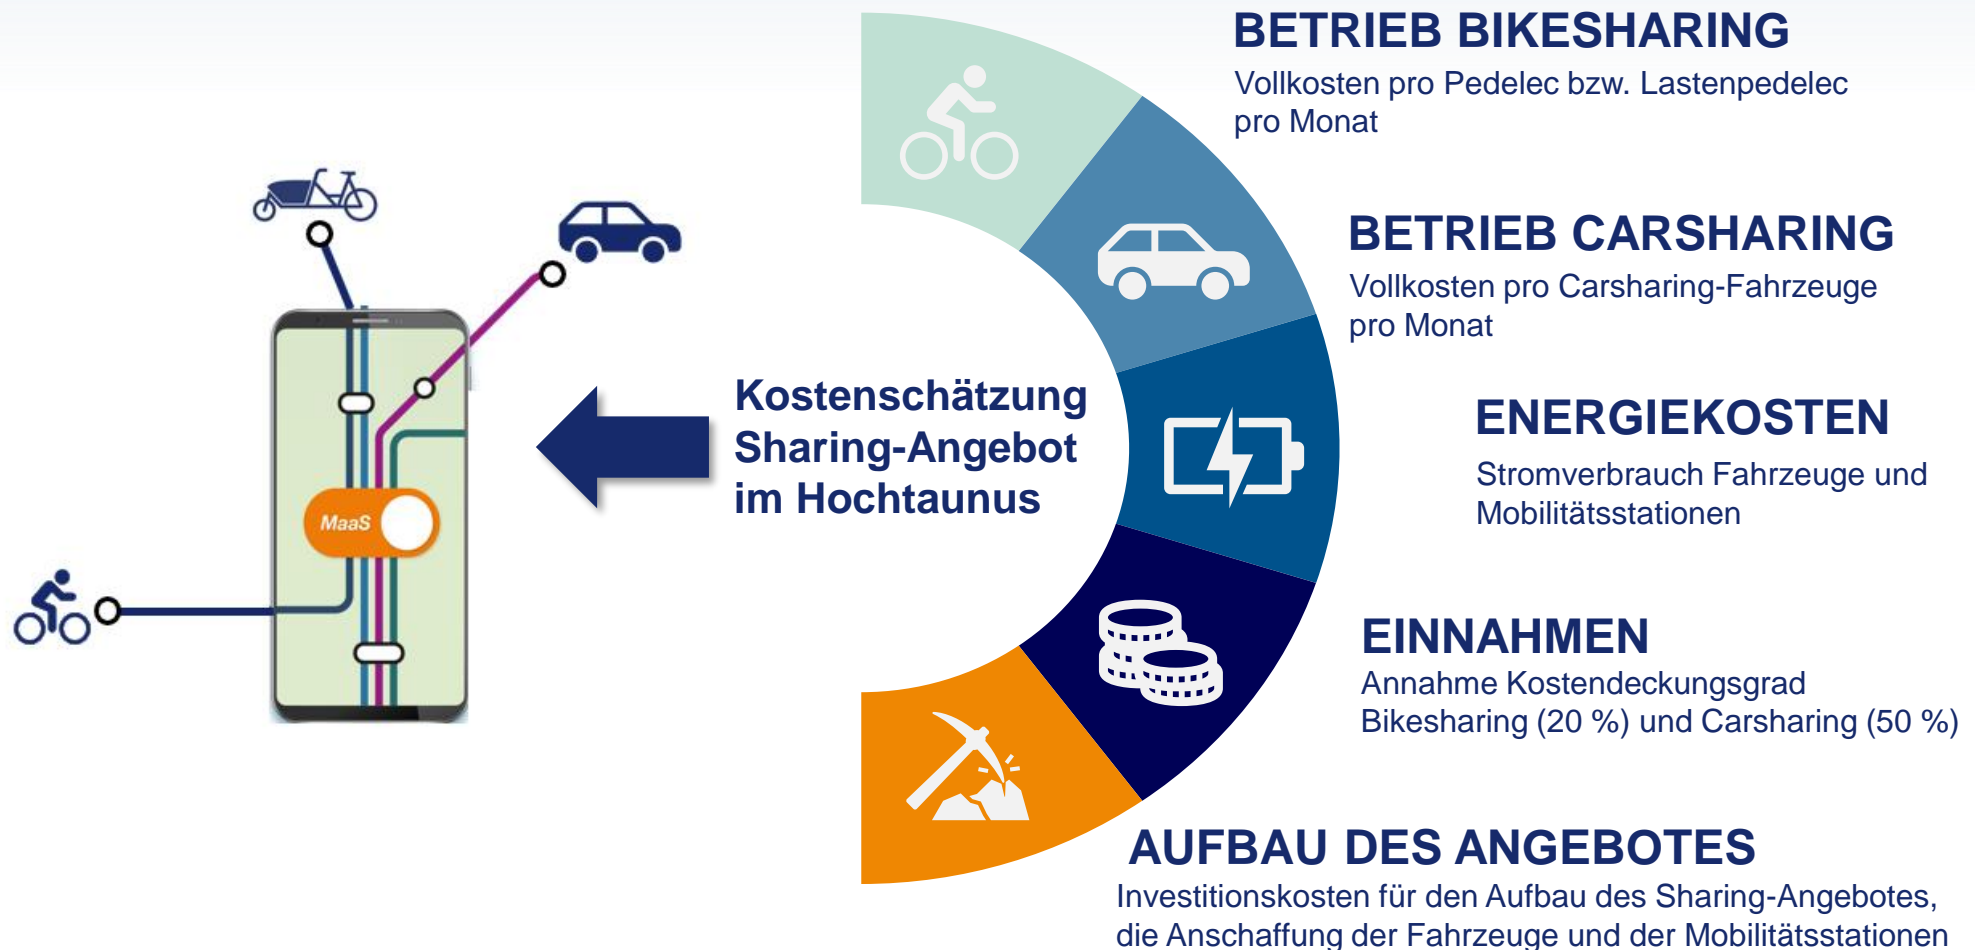 BETRIEB BIKESHARING
Vollkosten pro Pedelec bzw. Lastenpedelec
pro Monat
BETRIEB CARSHARING
Vollkosten pro Carsharing-Fahrzeuge
pro Monat
Kostenschätzung
Sharing-Angebot
im Hochtaunus
MaaS
ENERGIEKOSTEN
Stromverbrauch Fahrzeuge und
Mobilitätsstationen
EINNAHMEN
Annahme Kostendeckungsgrad
Bikesharing (20 %) und Carsharing (50 %)
AUFBAU DES ANGEBOTES
Investitionskosten für den Aufbau des Sharing-Angebotes,
die Anschaffung der Fahrzeuge und der Mobilitätsstationen